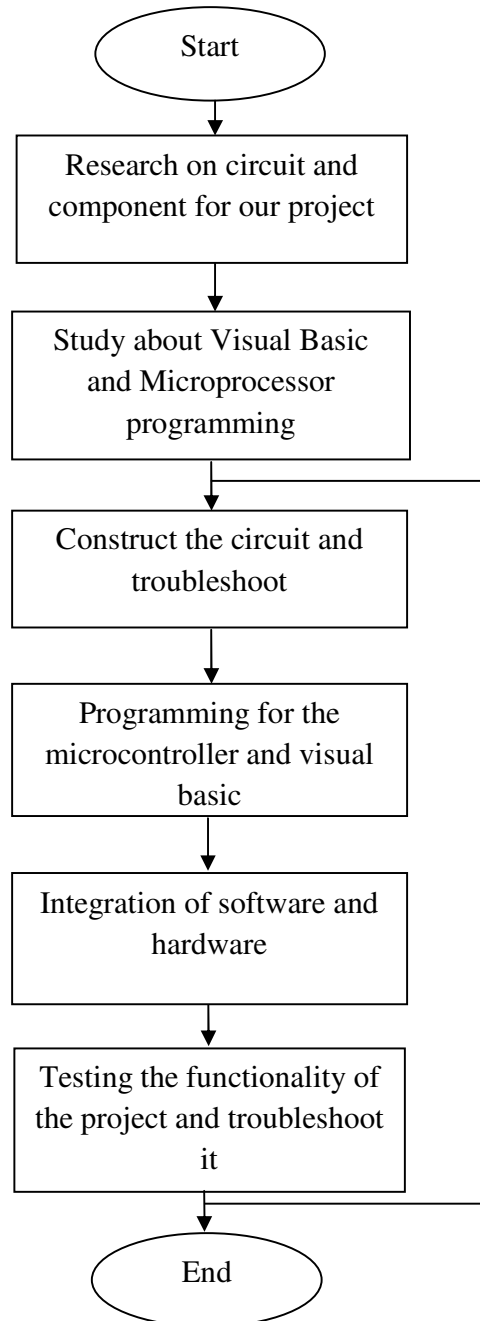 Start
Research on circuit and
component for our project
Study about Visual Basic
and Microprocessor
programming
Construct the circuit and
troubleshoot
Programming for the
microcontroller and visual
basic
Integration of software and
hardware
Testing the functionality of
the project and troubleshoot
it
End